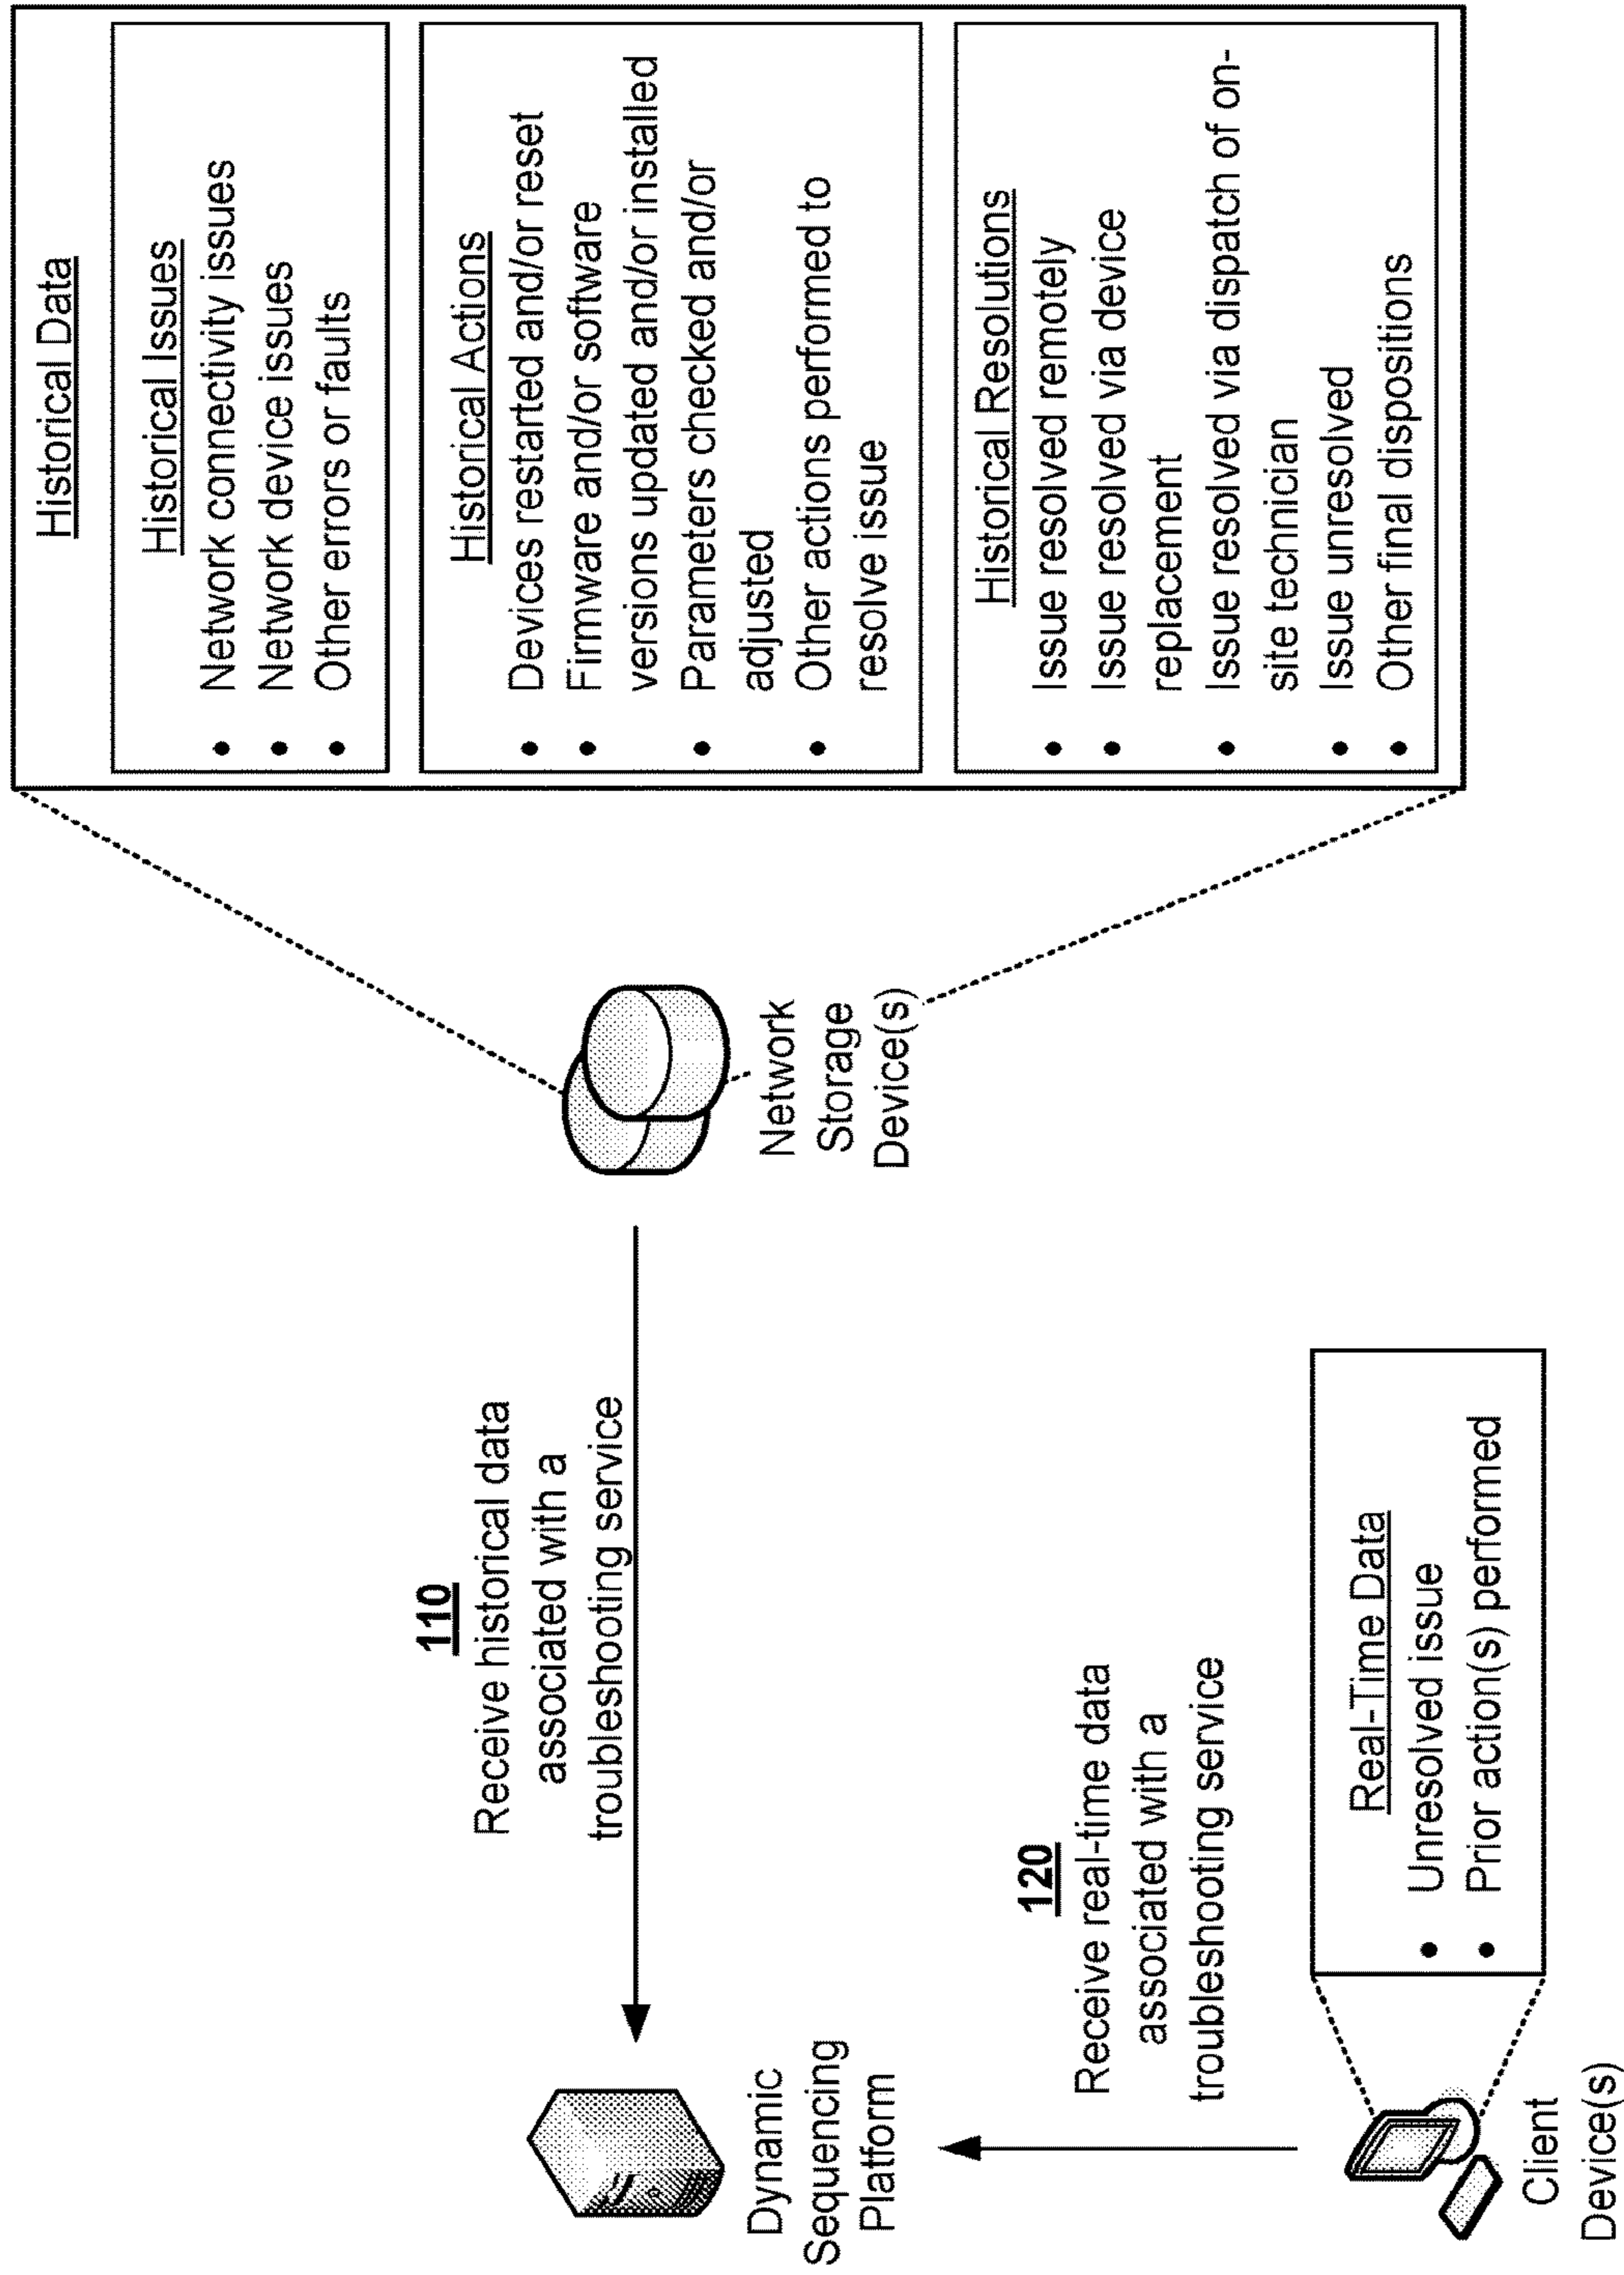 Dynamic
Sequencing
Platform
110
Receive historical data
associated with a
troubleshooting service
Network
Storage
Device(s)
Historical Data
Historical Issues
• Network connectivity issues
• Network device issues
• Other errors or faults
Historical Actions
• Devices restarted and/or reset
• Firmware and/or software
versions updated and/or installed
• Parameters checked and/or
adjusted
• Other actions performed to
resolve issue
Historical Resolutions
• Issue resolved remotely
• Issue resolved via device
replacement
• Issue resolved via dispatch of on-
site technician
• Issue unresolved
• Other final dispositions
120
Receive real-time data
associated with a
troubleshooting service
Client
Device(s)
Real-Time Data
• Unresolved issue
• Prior action(s) performed